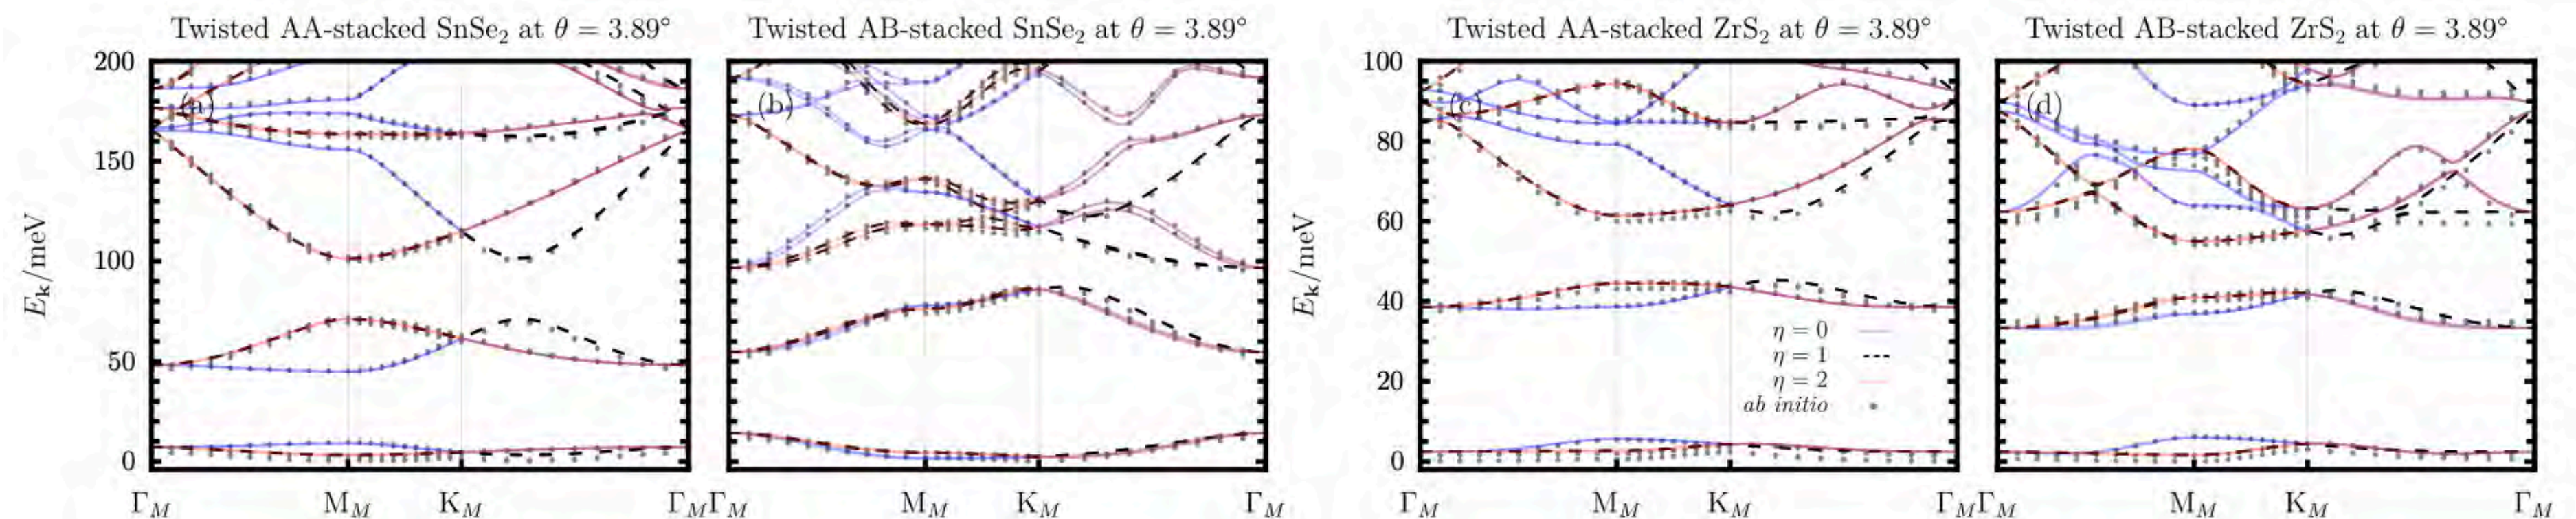 Twisted AA-stacked SnSe₂ at θ = 3.89°
Twisted AB-stacked SnSe₂ at θ = 3.89°
Twisted AA-stacked ZrS₂ at θ = 3.89°
Twisted AB-stacked ZrS₂ at θ = 3.89°
E𝐤/meV
200
150
100
50
0
(a)
Γ_M
M_M
K_M
Γ_M
(b)
Γ_M
M_M
K_M
Γ_M
E𝐤/meV
100
80
60
40
20
0
(c)
η = 0
η = 1
η = 2
ab initio
Γ_M
M_M
K_M
Γ_M
(d)
Γ_M
M_M
K_M
Γ_M